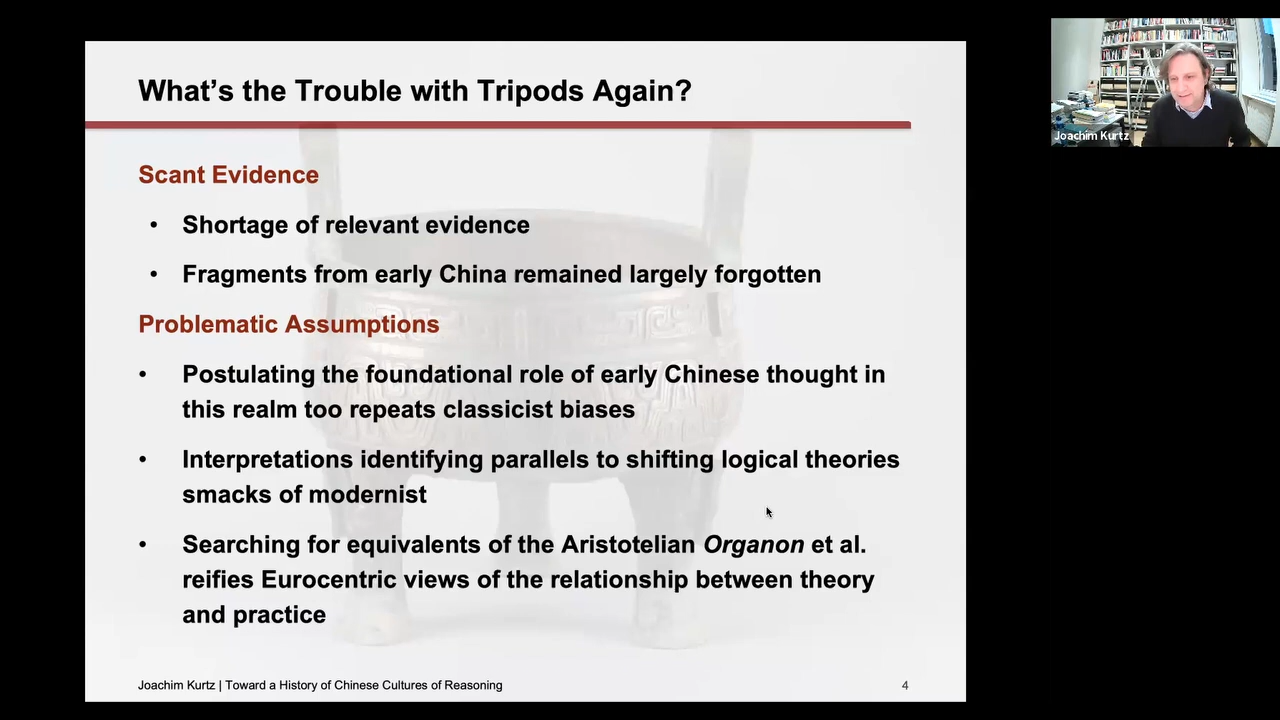 What's the Trouble with Tripods Again?
Scant Evidence
• Shortage of relevant evidence
• Fragments from early China remained largely forgotten
Problematic Assumptions
• Postulating the foundational role of early Chinese thought in
this realm too repeats classicist biases
• Interpretations identifying parallels to shifting logical theories
smacks of modernist
• Searching for equivalents of the Aristotelian Organon et al.
reifies Eurocentric views of the relationship between theory
and practice
Joachim Kurtz | Toward a History of Chinese Cultures of Reasoning
4
Joachim Kurtz